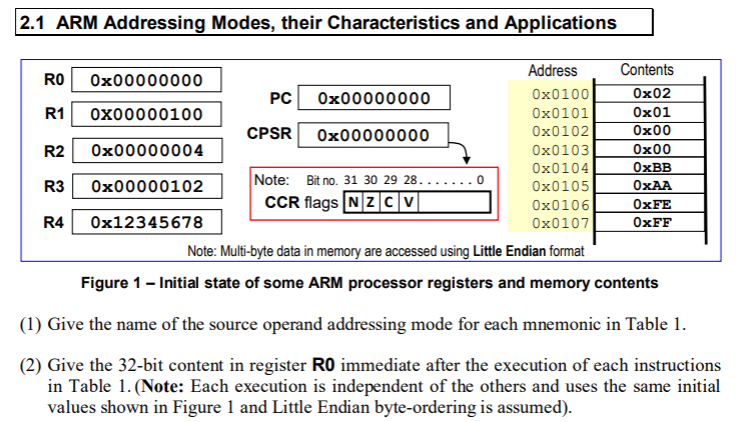 2.1 ARM Addressing Modes, their Characteristics and Applications
Address Contents
R0 0x00000000
R1 0X00000100
R2 0x00000004
R3 0x00000102
R4 0x12345678
PC 0x00000000
CPSR 0x00000000
Note: Bit no. 31 30 29 28.......0
CCR flags N Z C V
0x0100 0x02
0x0101 0x01
0x0102 0x00
0x0103 0x00
0x0104 0xBB
0x0105 0xAA
0x0106 0xFE
0x0107 0xFF
Note: Multi-byte data in memory are accessed using Little Endian format
Figure 1 – Initial state of some ARM processor registers and memory contents
(1) Give the name of the source operand addressing mode for each mnemonic in Table 1.
(2) Give the 32-bit content in register R0 immediate after the execution of each instructions
in Table 1. (Note: Each execution is independent of the others and uses the same initial
values shown in Figure 1 and Little Endian byte-ordering is assumed).